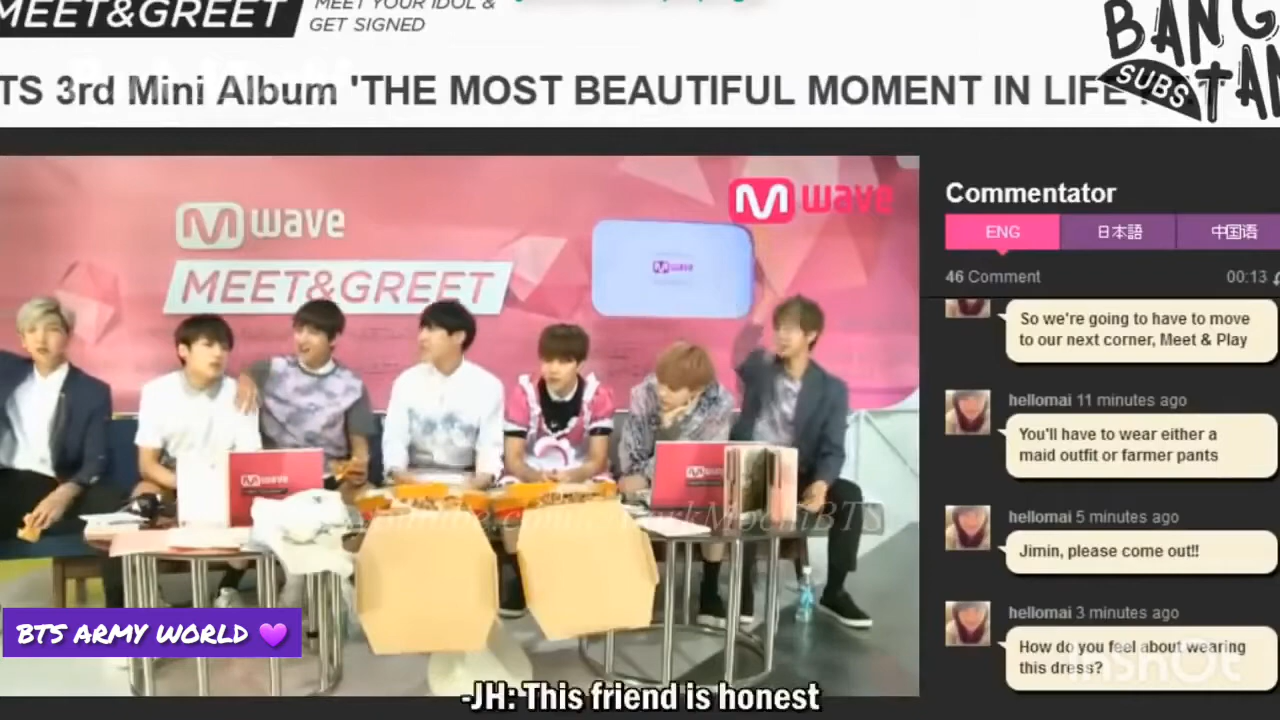 MEET&GREET
MEET YOUR IDOL &
GET SIGNED
BANG
SUBS
TAN
TS 3rd Mini Album 'THE MOST BEAUTIFUL MOMENT IN LIFE
M wave
M wave
MEET&GREET
M wave
M wave
M wave
Commentator
ENG
日本語
中国语
46 Comment
00:13
So we're going to have to move
to our next corner, Meet & Play
hellomai 11 minutes ago
You'll have to wear either a
maid outfit or farmer pants
hellomai 5 minutes ago
Jimin, please come out!!
hellomai 3 minutes ago
How do you feel about wearing
this dress?
InShOt
BTS ARMY WORLD 💜
-JH: This friend is honest